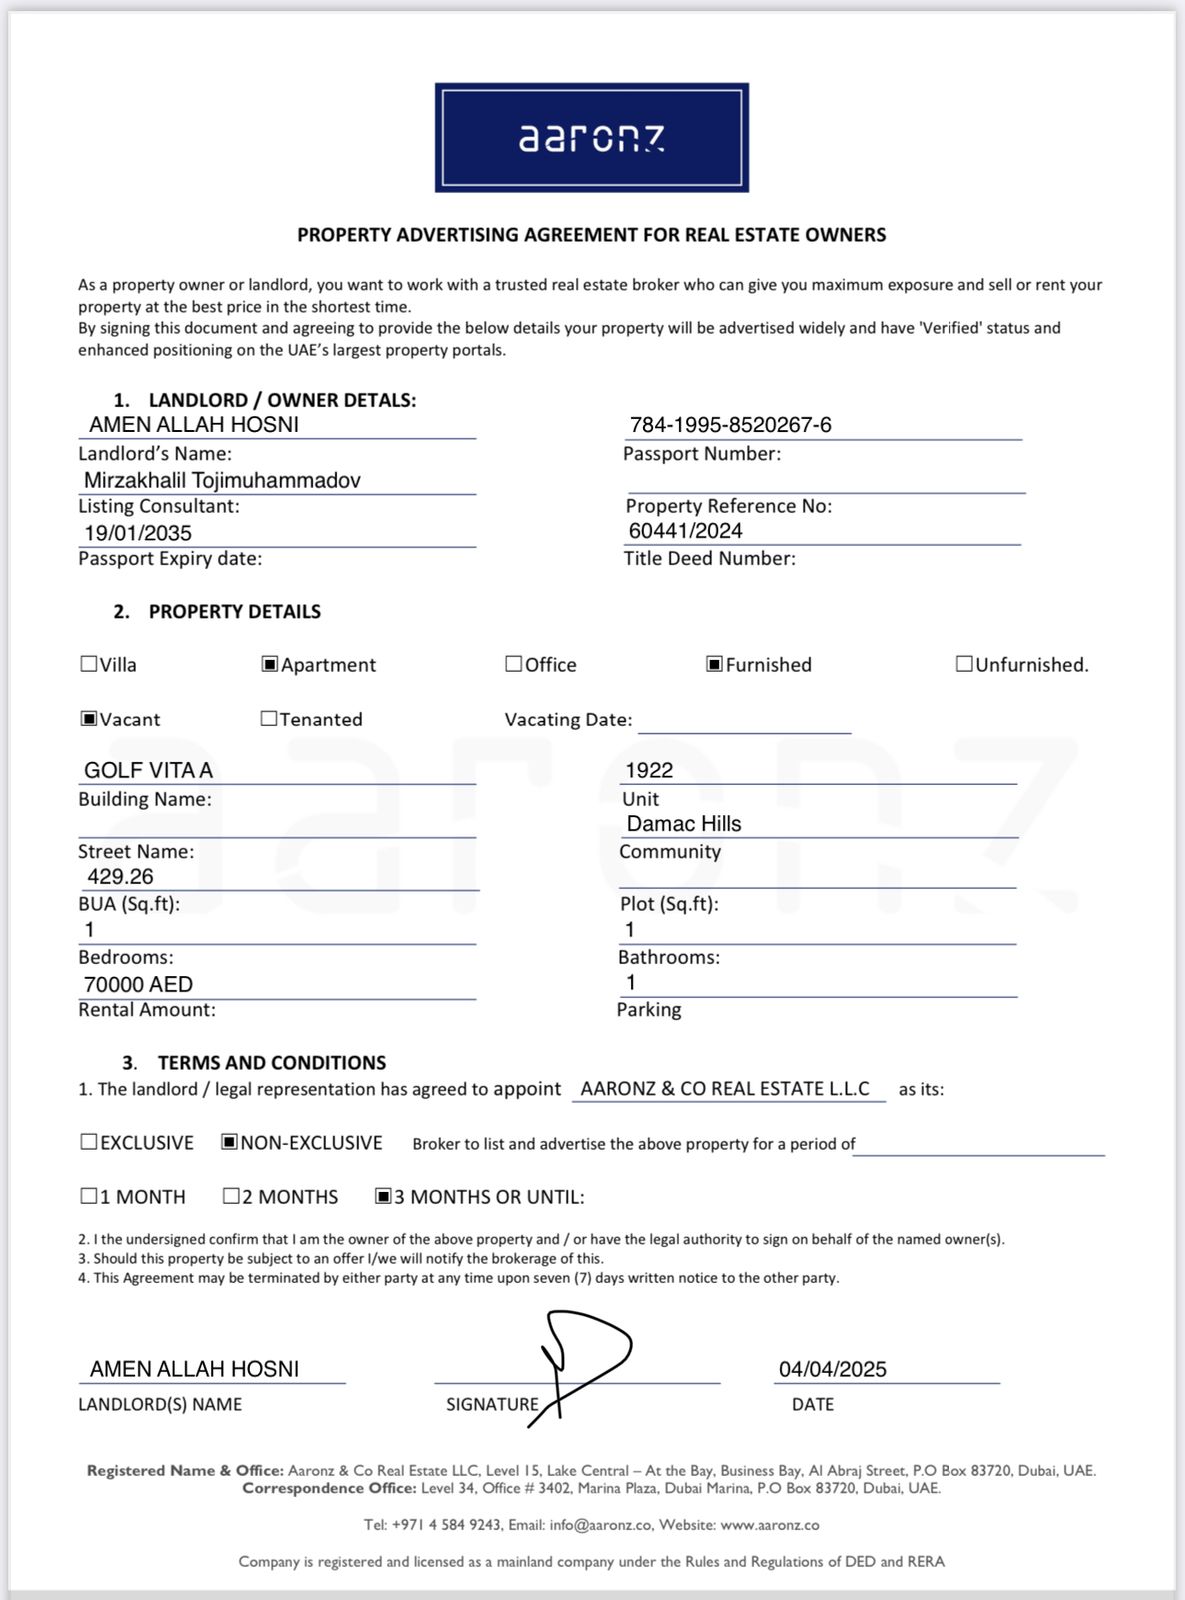 aaronz
PROPERTY ADVERTISING AGREEMENT FOR REAL ESTATE OWNERS
As a property owner or landlord, you want to work with a trusted real estate broker who can give you maximum exposure and sell or rent your
property at the best price in the shortest time.
By signing this document and agreeing to provide the below details your property will be advertised widely and have 'Verified' status and
enhanced positioning on the UAE’s largest property portals.
1. LANDLORD / OWNER DETALS:
AMEN ALLAH HOSNI 784-1995-8520267-6
Landlord’s Name: Passport Number:
Mirzakhalil Tojimuhammadov
Listing Consultant: Property Reference No:
19/01/2035 60441/2024
Passport Expiry date: Title Deed Number:
2. PROPERTY DETAILS
☐Villa ▣Apartment ☐Office ▣Furnished ☐Unfurnished.
▣Vacant ☐Tenanted Vacating Date:
aaronz
GOLF VITA A 1922
Building Name: Unit
Damac Hills
Street Name: Community
429.26
BUA (Sq.ft): Plot (Sq.ft):
1 1
Bedrooms: Bathrooms:
70000 AED 1
Rental Amount: Parking
3. TERMS AND CONDITIONS
1. The landlord / legal representation has agreed to appoint AARONZ & CO REAL ESTATE L.L.C as its:
☐EXCLUSIVE ▣NON-EXCLUSIVE Broker to list and advertise the above property for a period of
☐1 MONTH ☐2 MONTHS ▣3 MONTHS OR UNTIL:
2. I the undersigned confirm that I am the owner of the above property and / or have the legal authority to sign on behalf of the named owner(s).
3. Should this property be subject to an offer I/we will notify the brokerage of this.
4. This Agreement may be terminated by either party at any time upon seven (7) days written notice to the other party.
AMEN ALLAH HOSNI 04/04/2025
LANDLORD(S) NAME SIGNATURE DATE
Registered Name & Office: Aaronz & Co Real Estate LLC, Level 15, Lake Central – At the Bay, Business Bay, Al Abraj Street, P.O Box 83720, Dubai, UAE.
Correspondence Office: Level 34, Office # 3402, Marina Plaza, Dubai Marina, P.O Box 83720, Dubai, UAE.
Tel: +971 4 584 9243, Email: info@aaronz.co, Website: www.aaronz.co
Company is registered and licensed as a mainland company under the Rules and Regulations of DED and RERA